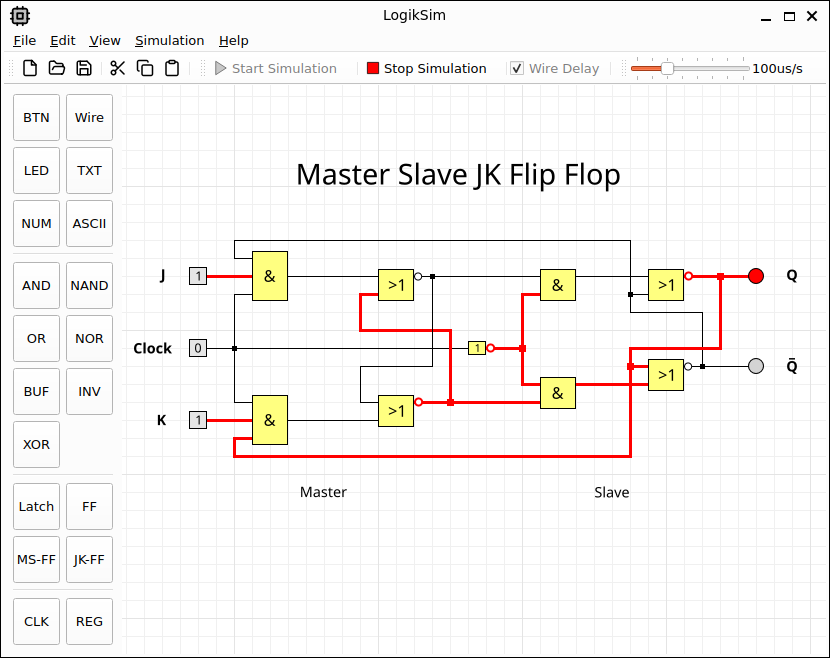 LogikSim
File Edit View Simulation Help
Start Simulation Stop Simulation Wire Delay 100us/s
BTN Wire
LED TXT
NUM ASCII
AND NAND
OR NOR
BUF INV
XOR
Latch FF
MS-FF JK-FF
CLK REG
Master Slave JK Flip Flop
J 1 & >1 & >1 Q
Clock 0 1
K 1 & >1 & >1 Q̄
Master Slave